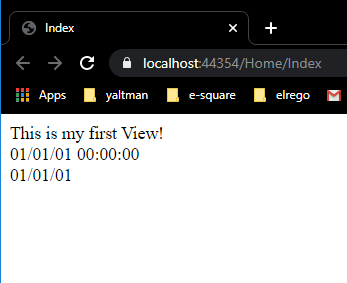 Index
localhost:44354/Home/Index
Apps yaltman e-square elrego
This is my first View!
01/01/01 00:00:00
01/01/01